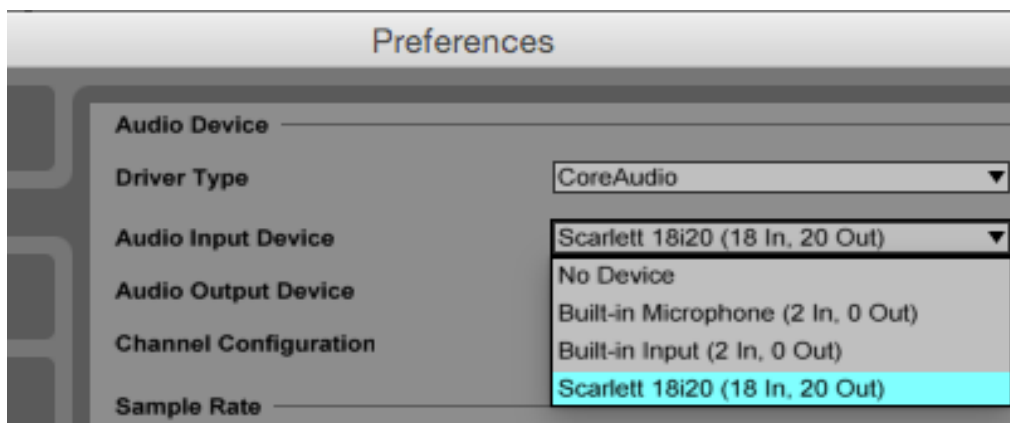 Preferences
Audio Device
Driver Type CoreAudio
Audio Input Device Scarlett 18i20 (18 In, 20 Out)
No Device
Audio Output Device
Built-in Microphone (2 In, 0 Out)
Channel Configuration
Built-in Input (2 In, 0 Out)
Scarlett 18i20 (18 In, 20 Out)
Sample Rate